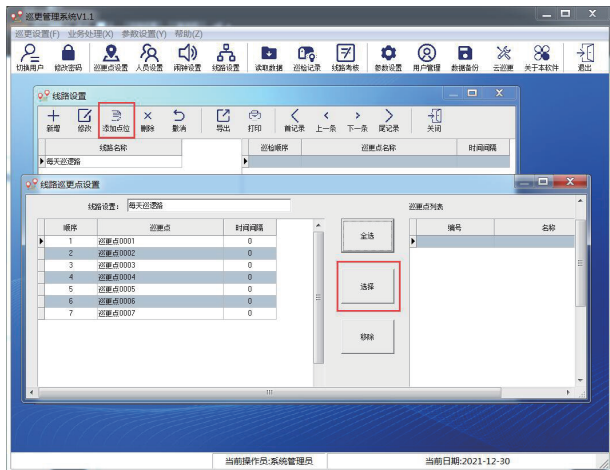 巡更管理系统V1.1
巡更设置(F) 业务处理(X) 参数设置(Y) 帮助(Z)
切换用户 修改密码 巡更点设置 人员设置 闹钟设置 线路设置 读取数据 巡检记录 线路考核 参数设置 用户管理 数据备份 云巡更 关于本软件 退出
线路设置
新增 修改 添加点位 删除 撤消 导出 打印 首记录 上一条 下一条 尾记录 关闭
线路名称 巡检顺序 巡更点名称 时间间隔
每天巡逻路
线路巡更点设置
线路设置: 每天巡逻路 巡更点列表
顺序 巡更点 时间间隔 全选 编号 名称
1 巡更点0001 0
2 巡更点0002 0
3 巡更点0003 0
4 巡更点0004 0
5 巡更点0005 0
6 巡更点0006 0
7 巡更点0007 0
选择
移除
当前操作员:系统管理员 当前日期:2021-12-30